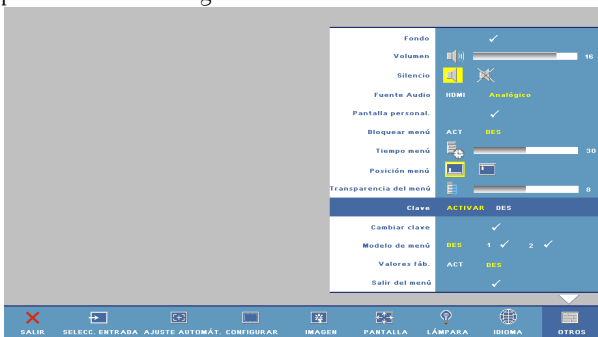 Fondo
Volumen 16
Silencio
Fuente Audio HDMI Analógico
Pantalla personal.
Bloquear menú ACT DES
Tiempo menú 30
Posición menú
Transparencia del menú 8
Clave ACTIVAR DES
Cambiar clave
Modelo de menú DES 1 2
Valores fáb. ACT DES
Salir del menú
SALIR SELECC. ENTRADA AJUSTE AUTOMÁT. CONFIGURAR IMAGEN PANTALLA LÁMPARA IDIOMA OTROS